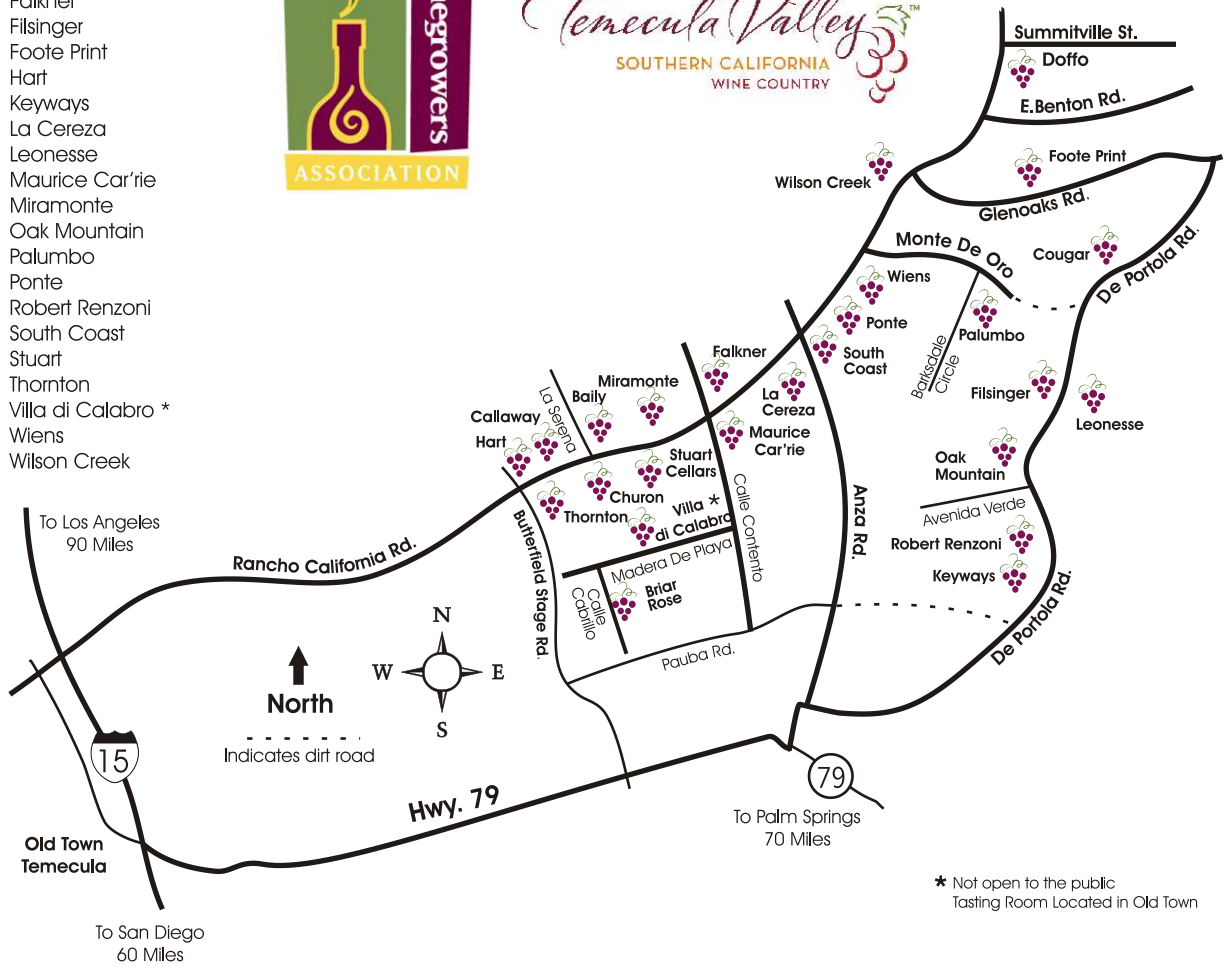 Falkner
Filsinger
Foote Print
Hart
Keyways
La Cereza
Leonesse
Maurice Car'rie
Miramonte
Oak Mountain
Palumbo
Ponte
Robert Renzoni
South Coast
Stuart
Thornton
Villa di Calabro *
Wiens
Wilson Creek
egrowers
ASSOCIATION
Temecula Valley™
SOUTHERN CALIFORNIA
WINE COUNTRY
Summitville St.
Doffo
E.Benton Rd.
Foote Print
Wilson Creek
Glenoaks Rd.
Monte De Oro
Cougar
De Portola Rd.
Wiens
Ponte
Palumbo
South
Coast
Barksdale
Circle
Falkner
La
Cereza
Miramonte
Baily
La Serena
Callaway
Hart
Maurice
Car'rie
Filsinger
Leonesse
Oak
Mountain
Stuart
Cellars
Churon
Thornton
Villa *
di Calabro
Calle Contento
Anza Rd.
Avenida Verde
Robert Renzoni
Keyways
De Portola Rd.
Butterfield Stage Rd.
Madera De Playa
Calle
Cabrillo
Briar
Rose
Pauba Rd.
To Los Angeles
90 Miles
Rancho California Rd.
N
W
E
S
North
Indicates dirt road
15
Hwy. 79
79
To Palm Springs
70 Miles
Old Town
Temecula
To San Diego
60 Miles
* Not open to the public
Tasting Room Located in Old Town